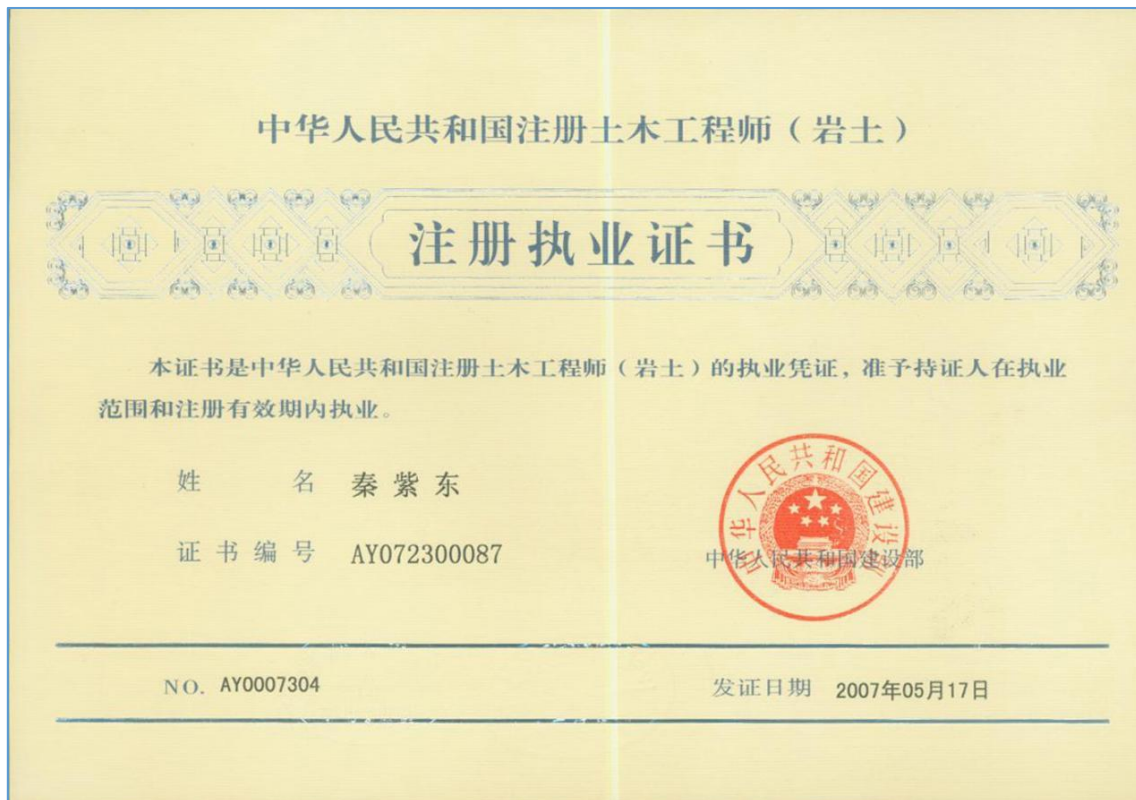 中华人民共和国注册土木工程师（岩土）
注册执业证书
本证书是中华人民共和国注册土木工程师（岩土）的执业凭证，准予持证人在执业
范围和注册有效期内执业。
姓 名 秦紫东
中华人民共和国建设部
证书编号 AY072300087
中华人民共和国建设部
NO. AY0007304
发证日期 2007年05月17日